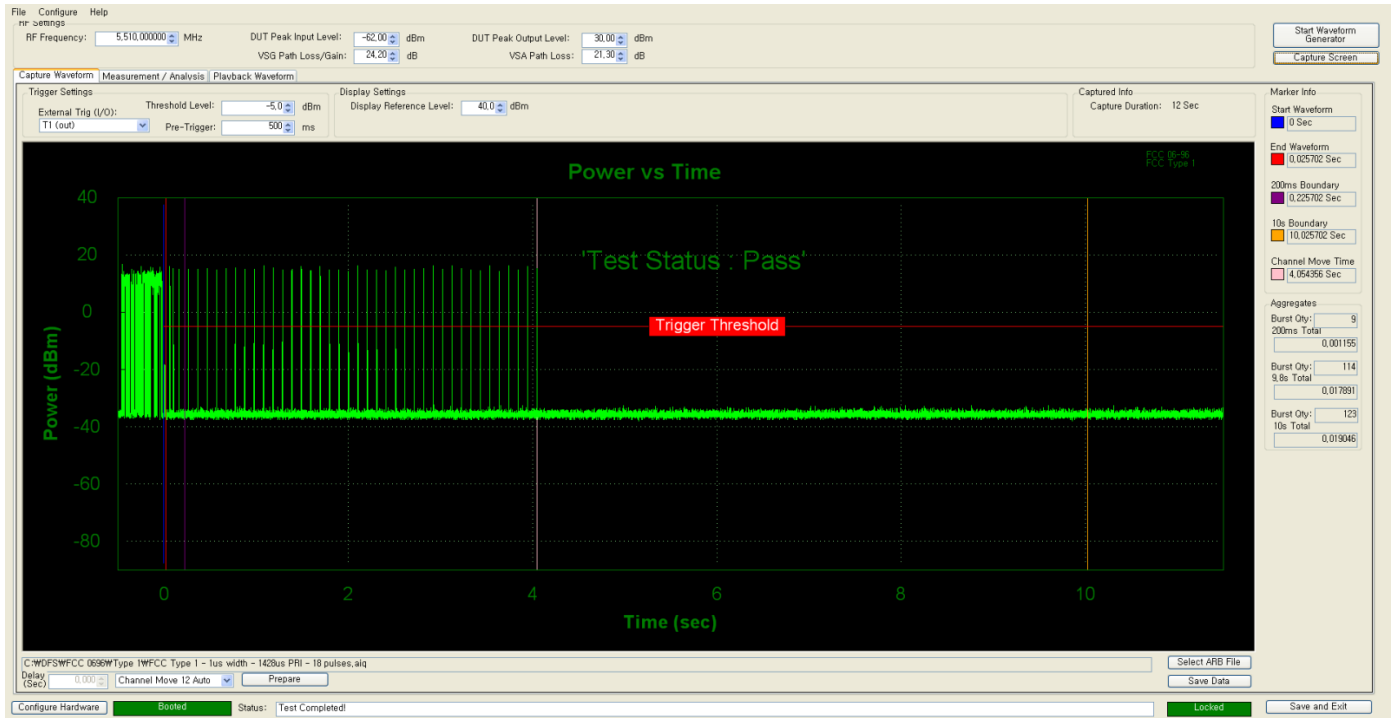 File Configure Help
RF Settings
RF Frequency: 5,510,000000 MHz DUT Peak Input Level: -62,00 dBm DUT Peak Output Level: 30,00 dBm
VSG Path Loss/Gain: 24,20 dB VSA Path Loss: 21,30 dB
Start Waveform Generator
Capture Screen
Capture Waveform Measurement / Analysis Playback Waveform
Trigger Settings
External Trig (I/O): Threshold Level: -5,0 dBm
T1 (out) Pre-Trigger: 500 ms
Display Settings
Display Reference Level: 40,0 dBm
Captured Info
Capture Duration: 12 Sec
Marker Info
Start Waveform
0 Sec
End Waveform
0,025702 Sec
200ms Boundary
0,225702 Sec
10s Boundary
10,025702 Sec
Channel Move Time
4,054356 Sec
Aggregates
Burst Qty: 9
200ms Total
0,001155
Burst Qty: 114
9,8s Total
0,017891
Burst Qty: 123
10s Total
0,019046
FCC 06-96
FCC Type 1
Power vs Time
'Test Status : Pass'
Trigger Threshold
Power (dBm)
40
20
0
-20
-40
-60
-80
0 2 4 6 8 10
Time (sec)
C:₩DFS₩FCC 0696₩Type 1₩FCC Type 1 - 1us width - 1428us PRI - 18 pulses,aiq
Select ARB File
Delay (Sec) 0,000 Channel Move 12 Auto Prepare
Save Data
Configure Hardware Booted Status: Test Completed! Locked Save and Exit